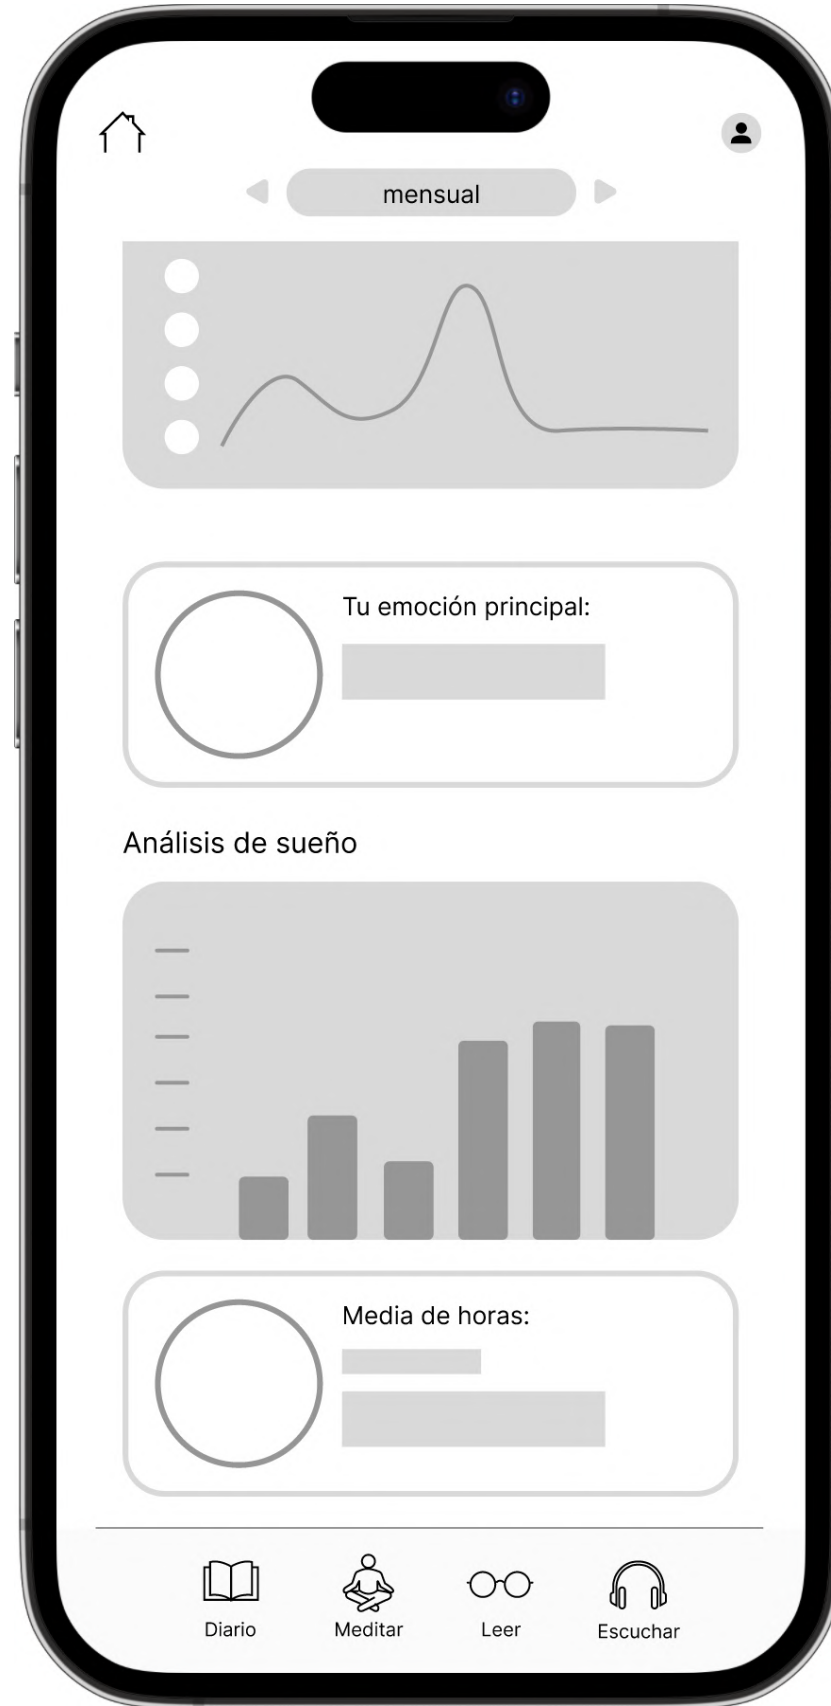 mensual
Tu emoción principal:
Análisis de sueño
Media de horas:
Diario
Meditar
Leer
Escuchar